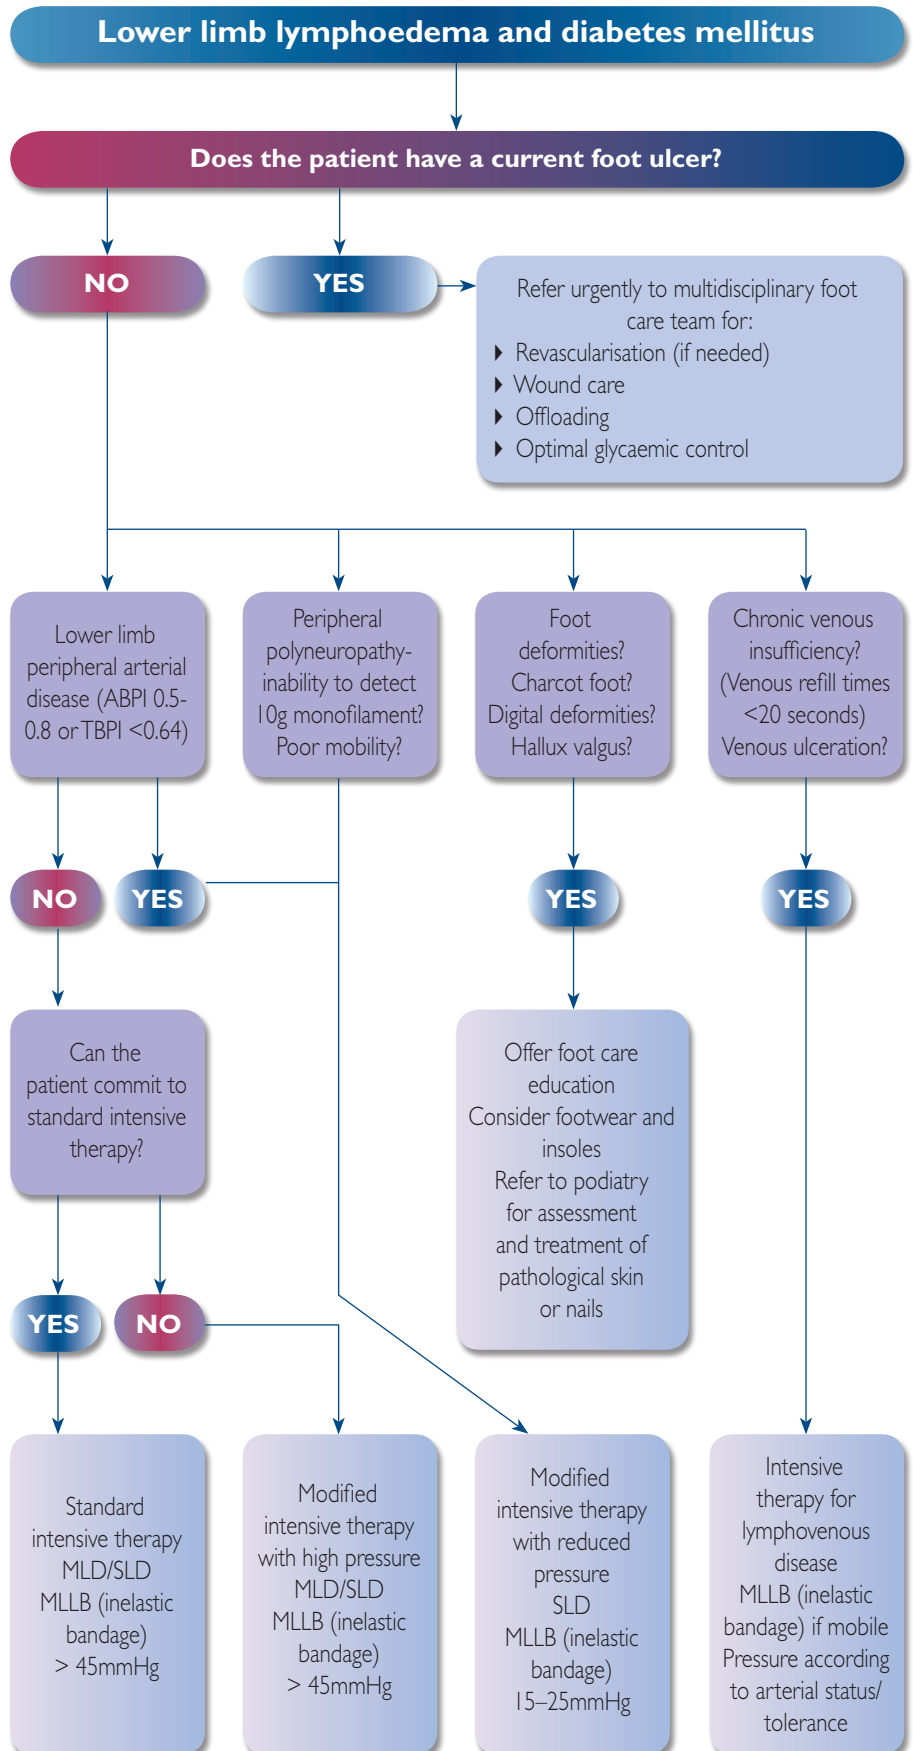 Lower limb lymphoedema and diabetes mellitus
Does the patient have a current foot ulcer?
NO
YES
Refer urgently to multidisciplinary foot
care team for:
Revascularisation (if needed)
Wound care
Offloading
Optimal glycaemic control
Lower limb
peripheral arterial
disease (ABPI 0.5-
0.8 or TBPI <0.64)
Peripheral
polyneuropathy-
inability to detect
10g monofilament?
Poor mobility?
Foot
deformities?
Charcot foot?
Digital deformities?
Hallux valgus?
Chronic venous
insufficiency?
(Venous refill times
<20 seconds)
Venous ulceration?
NO
YES
YES
YES
Can the
patient commit to
standard intensive
therapy?
Offer foot care
education
Consider footwear and
insoles
Refer to podiatry
for assessment
and treatment of
pathological skin
or nails
YES
NO
Standard
intensive therapy
MLD/SLD
MLLB (inelastic
bandage)
> 45mmHg
Modified
intensive therapy
with high pressure
MLD/SLD
MLLB (inelastic
bandage)
> 45mmHg
Modified
intensive therapy
with reduced
pressure
SLD
MLLB (inelastic
bandage)
15–25mmHg
Intensive
therapy for
lymphovenous
disease
MLLB (inelastic
bandage) if mobile
Pressure according
to arterial status/
tolerance